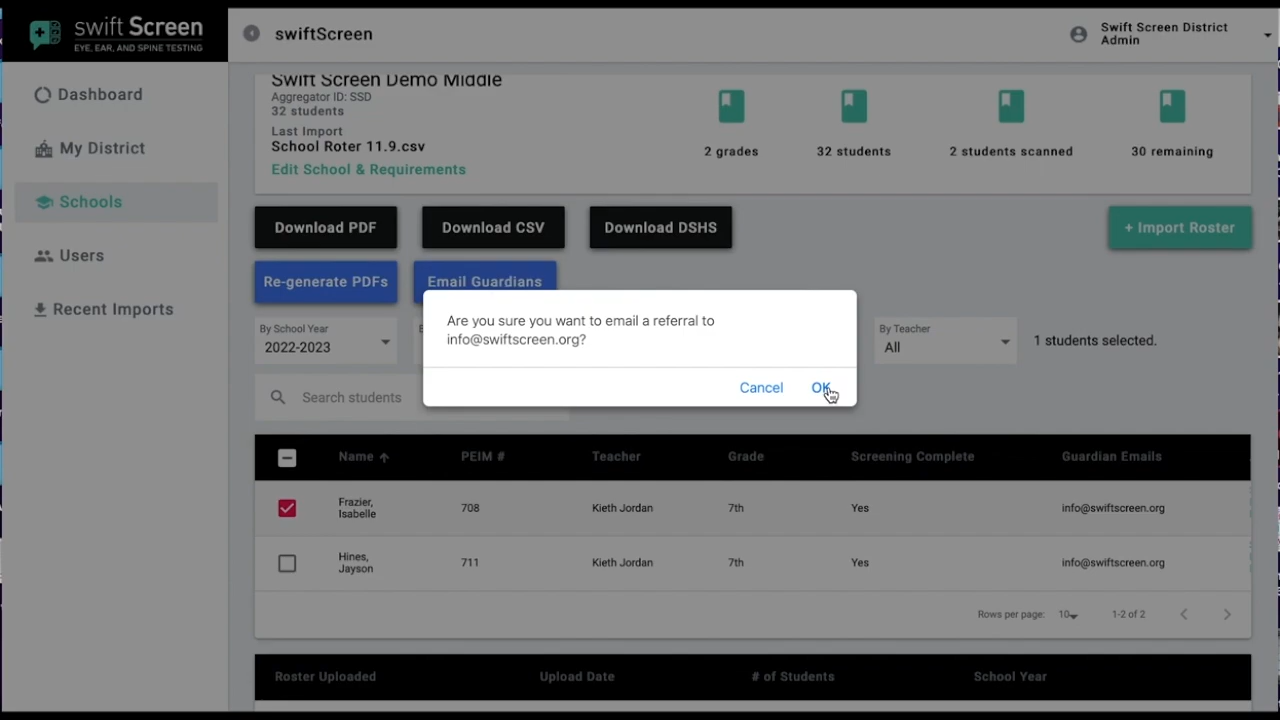 swift Screen
EYE, EAR, AND SPINE TESTING
swiftScreen
Swift Screen District
Admin
Dashboard
My District
Schools
Users
Recent Imports
Swift Screen Demo Middle
Aggregator ID: SSD
32 students
Last Import
School Roter 11.9.csv
Edit School & Requirements
2 grades
32 students
2 students scanned
30 remaining
Download PDF
Download CSV
Download DSHS
+ Import Roster
Re-generate PDFs
Email Guardians
Are you sure you want to email a referral to
info@swiftscreen.org?
Cancel
OK
By School Year
2022-2023
By Teacher
All
1 students selected.
Search students
Name PEIM # Teacher Grade Screening Complete Guardian Emails
Frazier,
Isabelle
708 Kieth Jordan 7th Yes info@swiftscreen.org
Hines,
Jayson
711 Kieth Jordan 7th Yes info@swiftscreen.org
Rows per page: 10 1-2 of 2
Roster Uploaded Upload Date # of Students School Year